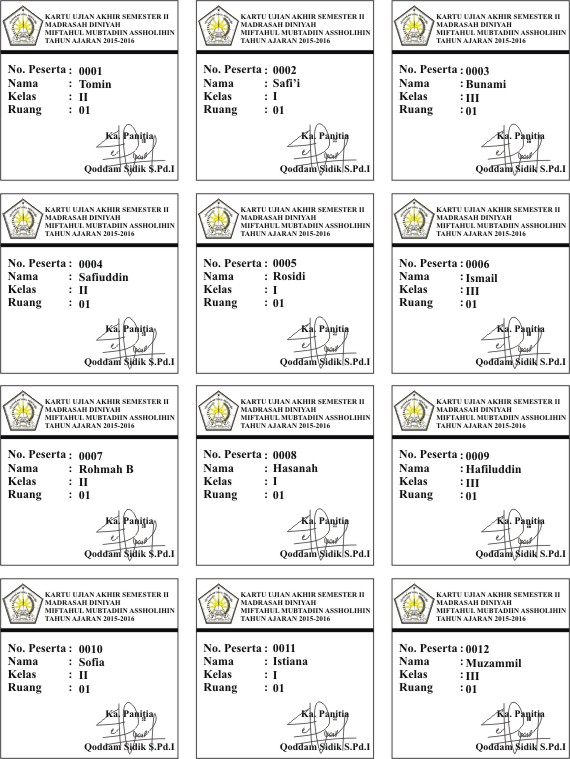 KARTU UJIAN AKHIR SEMESTER II
MADRASAH DINIYAH
MIFTAHUL MUBTADIIN ASSHOLIHIN
TAHUN AJARAN 2015-2016
No. Peserta : 0001
Nama : Tomin
Kelas : II
Ruang : 01
Ka. Panitia
Qoddam Sidik S.Pd.I
KARTU UJIAN AKHIR SEMESTER II
MADRASAH DINIYAH
MIFTAHUL MUBTADIIN ASSHOLIHIN
TAHUN AJARAN 2015-2016
No. Peserta : 0002
Nama : Safi'i
Kelas : I
Ruang : 01
Ka. Panitia
Qoddam Sidik S.Pd.I
KARTU UJIAN AKHIR SEMESTER II
MADRASAH DINIYAH
MIFTAHUL MUBTADIIN ASSHOLIHIN
TAHUN AJARAN 2015-2016
No. Peserta : 0003
Nama : Bunami
Kelas : III
Ruang : 01
Ka. Panitia
Qoddam Sidik S.Pd.I
KARTU UJIAN AKHIR SEMESTER II
MADRASAH DINIYAH
MIFTAHUL MUBTADIIN ASSHOLIHIN
TAHUN AJARAN 2015-2016
No. Peserta : 0004
Nama : Safiuddin
Kelas : II
Ruang : 01
Ka. Panitia
Qoddam Sidik S.Pd.I
KARTU UJIAN AKHIR SEMESTER II
MADRASAH DINIYAH
MIFTAHUL MUBTADIIN ASSHOLIHIN
TAHUN AJARAN 2015-2016
No. Peserta : 0005
Nama : Rosidi
Kelas : I
Ruang : 01
Ka. Panitia
Qoddam Sidik S.Pd.I
KARTU UJIAN AKHIR SEMESTER II
MADRASAH DINIYAH
MIFTAHUL MUBTADIIN ASSHOLIHIN
TAHUN AJARAN 2015-2016
No. Peserta : 0006
Nama : Ismail
Kelas : III
Ruang : 01
Ka. Panitia
Qoddam Sidik S.Pd.I
KARTU UJIAN AKHIR SEMESTER II
MADRASAH DINIYAH
MIFTAHUL MUBTADIIN ASSHOLIHIN
TAHUN AJARAN 2015-2016
No. Peserta : 0007
Nama : Rohmah B
Kelas : II
Ruang : 01
Ka. Panitia
Qoddam Sidik S.Pd.I
KARTU UJIAN AKHIR SEMESTER II
MADRASAH DINIYAH
MIFTAHUL MUBTADIIN ASSHOLIHIN
TAHUN AJARAN 2015-2016
No. Peserta : 0008
Nama : Hasanah
Kelas : I
Ruang : 01
Ka. Panitia
Qoddam Sidik S.Pd.I
KARTU UJIAN AKHIR SEMESTER II
MADRASAH DINIYAH
MIFTAHUL MUBTADIIN ASSHOLIHIN
TAHUN AJARAN 2015-2016
No. Peserta : 0009
Nama : Hafiluddin
Kelas : III
Ruang : 01
Ka. Panitia
Qoddam Sidik S.Pd.I
KARTU UJIAN AKHIR SEMESTER II
MADRASAH DINIYAH
MIFTAHUL MUBTADIIN ASSHOLIHIN
TAHUN AJARAN 2015-2016
No. Peserta : 0010
Nama : Sofia
Kelas : II
Ruang : 01
Ka. Panitia
Qoddam Sidik S.Pd.I
KARTU UJIAN AKHIR SEMESTER II
MADRASAH DINIYAH
MIFTAHUL MUBTADIIN ASSHOLIHIN
TAHUN AJARAN 2015-2016
No. Peserta : 0011
Nama : Istiana
Kelas : I
Ruang : 01
Ka. Panitia
Qoddam Sidik S.Pd.I
KARTU UJIAN AKHIR SEMESTER II
MADRASAH DINIYAH
MIFTAHUL MUBTADIIN ASSHOLIHIN
TAHUN AJARAN 2015-2016
No. Peserta : 0012
Nama : Muzammil
Kelas : III
Ruang : 01
Ka. Panitia
Qoddam Sidik S.Pd.I